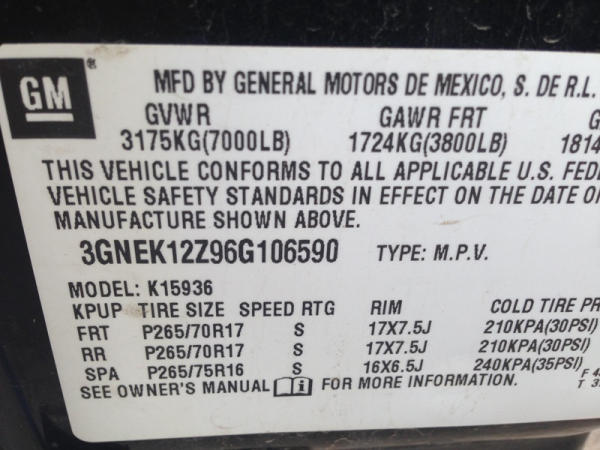 GM ®
MFD BY GENERAL MOTORS DE MEXICO, S. DE R.L.
GVWR GAWR FRT
3175KG(7000LB) 1724KG(3800LB) 1814
THIS VEHICLE CONFORMS TO ALL APPLICABLE U.S. FEDE
VEHICLE SAFETY STANDARDS IN EFFECT ON THE DATE O
MANUFACTURE SHOWN ABOVE.
3GNEK12Z96G106590 TYPE: M.P.V.
MODEL: K15936
KPUP TIRE SIZE SPEED RTG RIM COLD TIRE PR
FRT P265/70R17 S 17X7.5J 210KPA(30PSI)
RR P265/70R17 S 17X7.5J 210KPA(30PSI)
SPA P265/75R16 S 16X6.5J 240KPA(35PSI)
SEE OWNER'S MANUAL i FOR MORE INFORMATION.